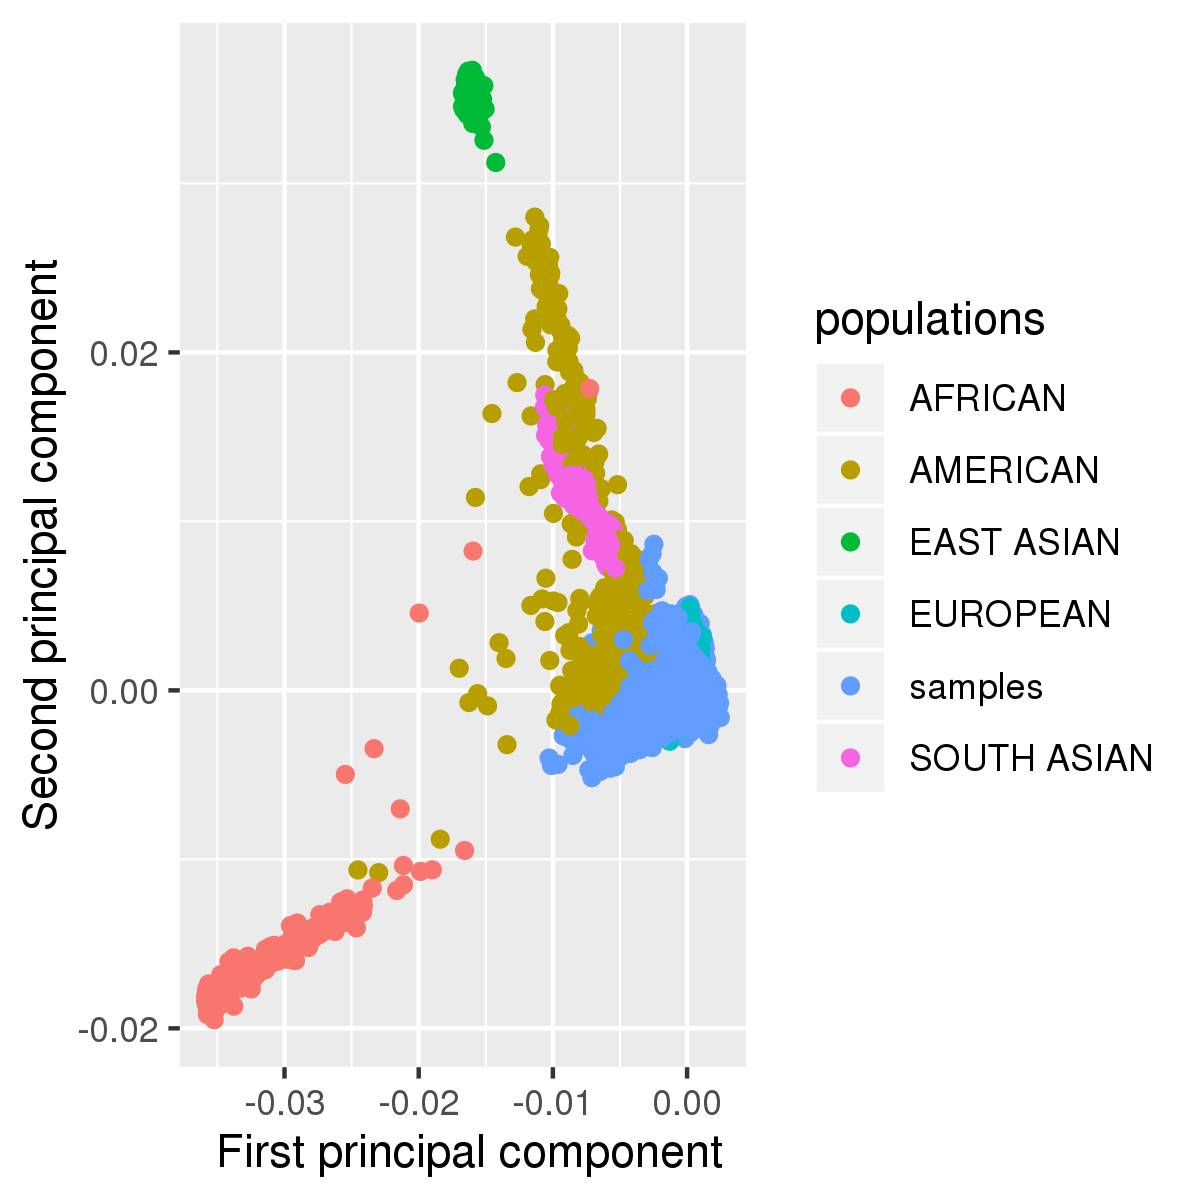 Second principal component
0.02
0.00
-0.02
-0.03
-0.02
-0.01
0.00
First principal component
populations
AFRICAN
AMERICAN
EAST ASIAN
EUROPEAN
samples
SOUTH ASIAN